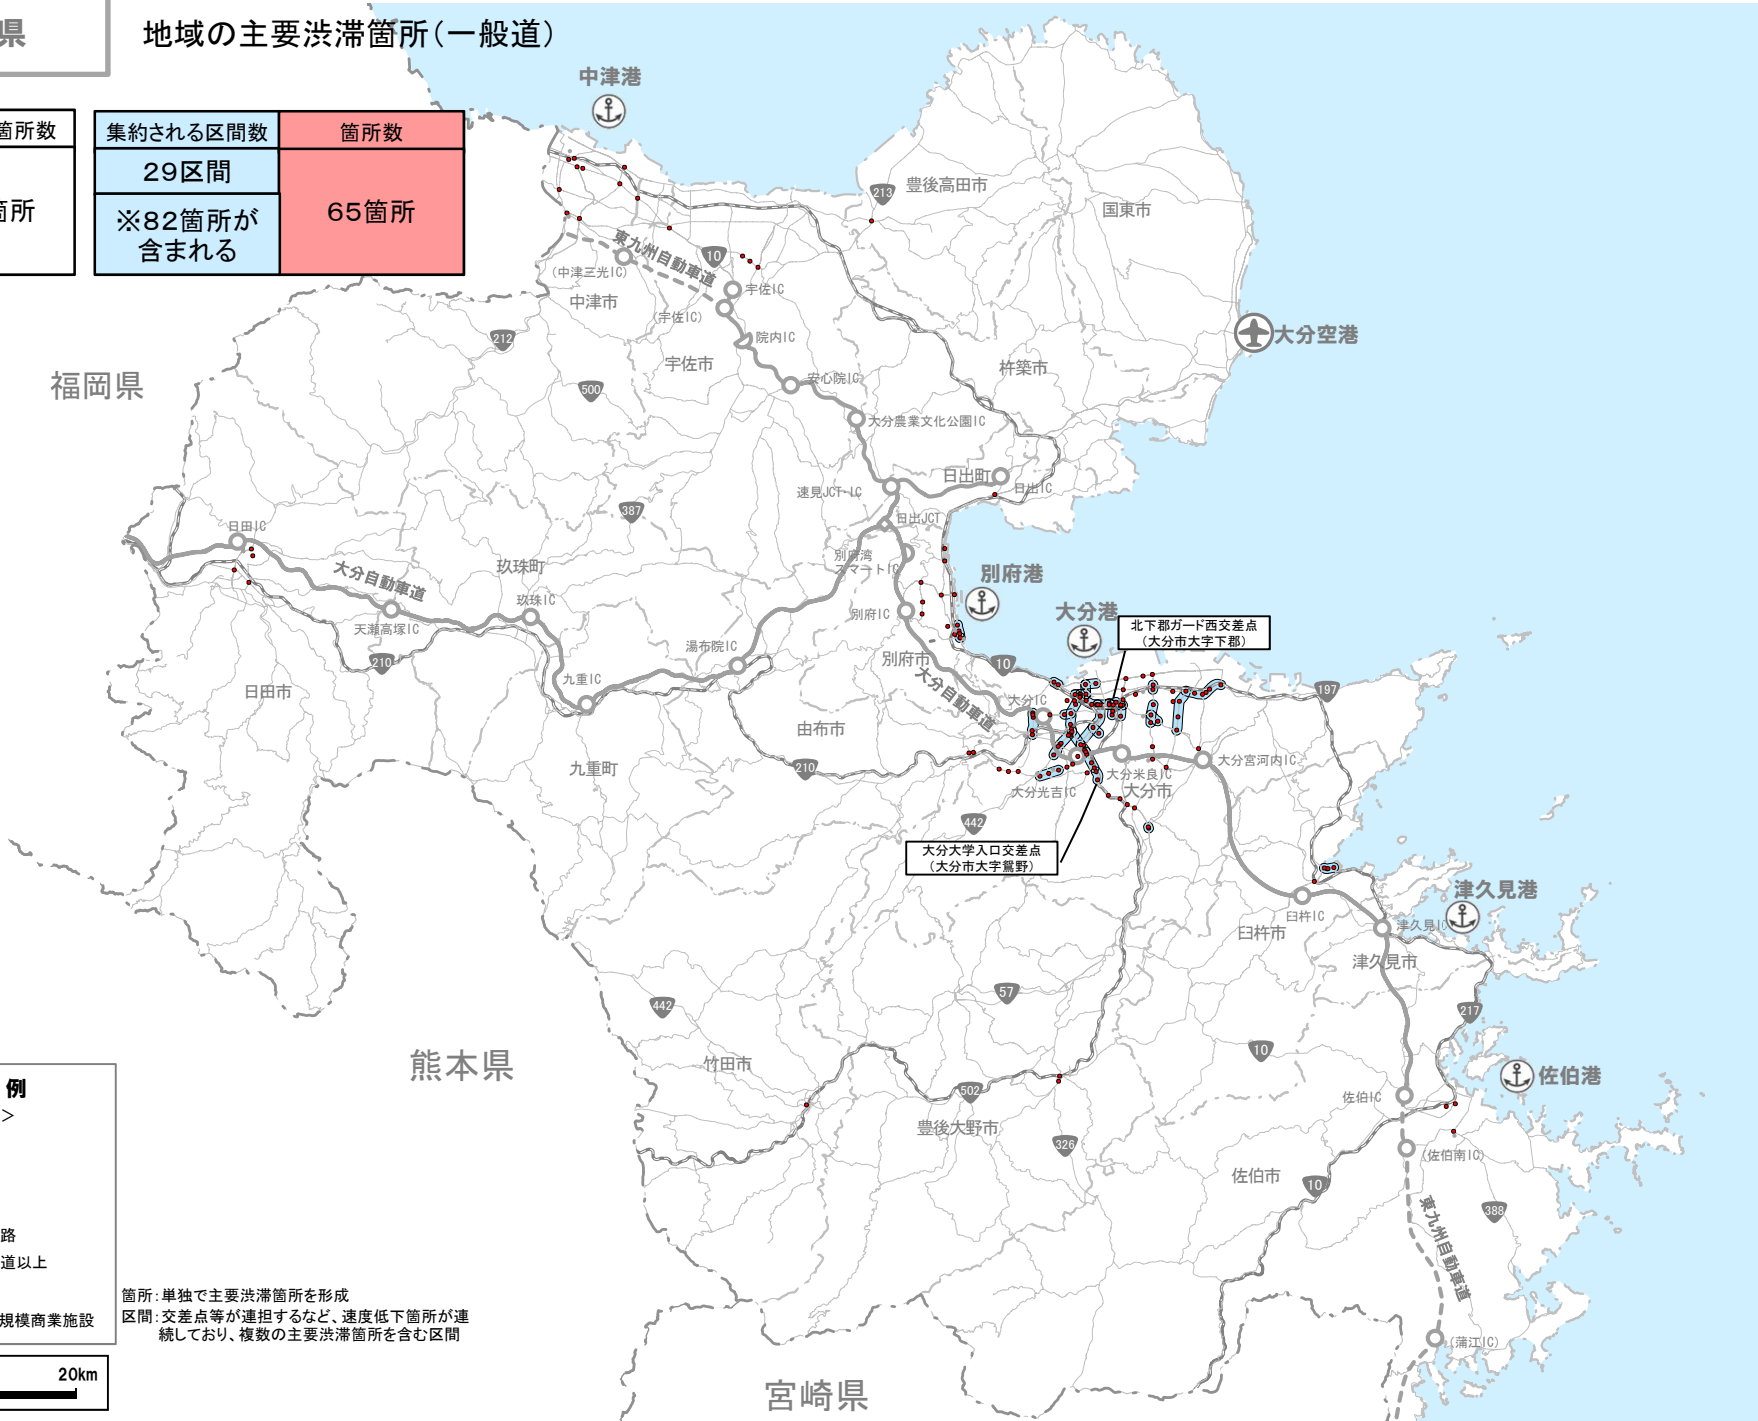 県
地域の主要渋滞箇所（一般道）
箇所数
箇所
集約される区間数
箇所数
29区間
※82箇所が
含まれる
65箇所
中津港
213
豊後高田市
国東市
東九州自動車道
10
（中津三光IC）
中津市
宇佐IC
（宇佐IC）
院内IC
212
宇佐市
大分空港
福岡県
500
安心院IC
杵築市
大分農業文化公園IC
日出町
速見JCT・IC
日出IC
387
日田IC
日出JCT
別府湾
スマートIC
玖珠町
大分自動車道
別府港
玖珠IC
別府IC
大分港
北下郡ガード西交差点
（大分市大字下郡）
天瀬高塚IC
湯布院IC
別府市
10
210
九重IC
日田市
大分自動車道
大分IC
197
由布市
九重町
210
大分宮河内IC
大分米良IC
大分光吉IC
大分市
442
大分大学入口交差点
（大分市大字鴛野）
津久見港
臼杵IC
津久見IC
臼杵市
津久見市
57
442
217
10
熊本県
竹田市
佐伯港
例
＞
502
佐伯IC
豊後大野市
326
（佐伯南IC）
佐伯市
10
388
東九州自動車道
路
道以上
規模商業施設
箇所：単独で主要渋滞箇所を形成
区間：交差点等が連担するなど、速度低下箇所が連
続しており、複数の主要渋滞箇所を含む区間
（蒲江IC）
20km
宮崎県